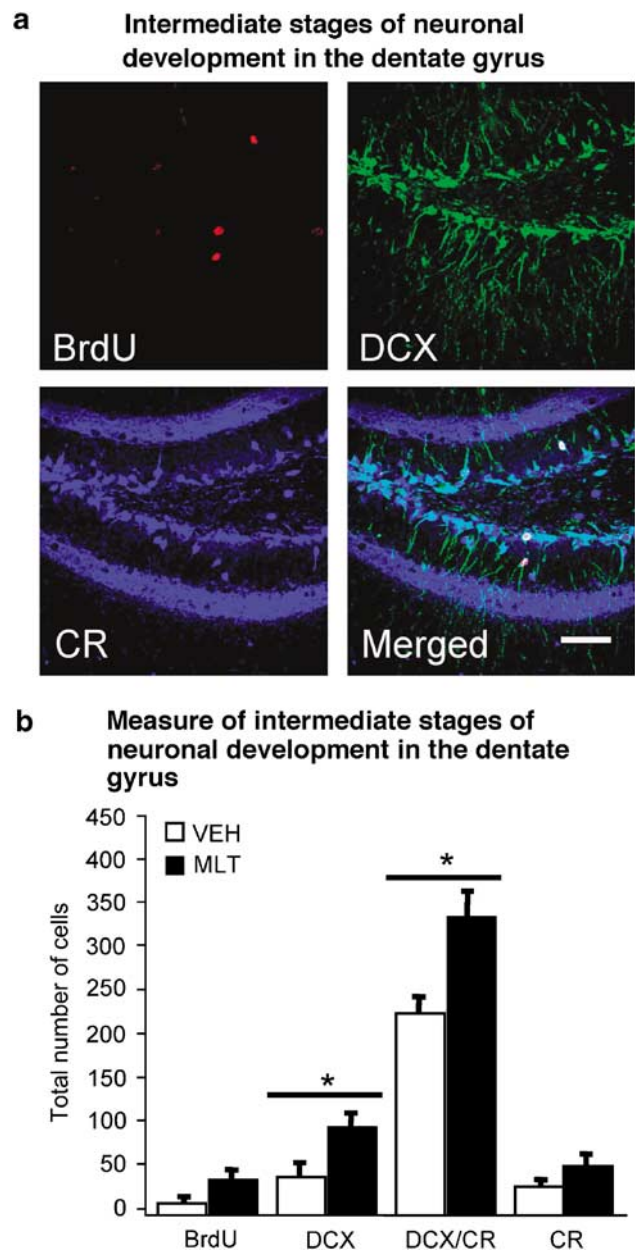 a
Intermediate stages of neuronal
development in the dentate gyrus
BrdU
DCX
CR
Merged
b
Measure of intermediate stages of
neuronal development in the dentate
gyrus
Total number of cells
450
400
350
300
250
200
150
100
50
0
VEH
MLT
*
*
BrdU
DCX
DCX/CR
CR